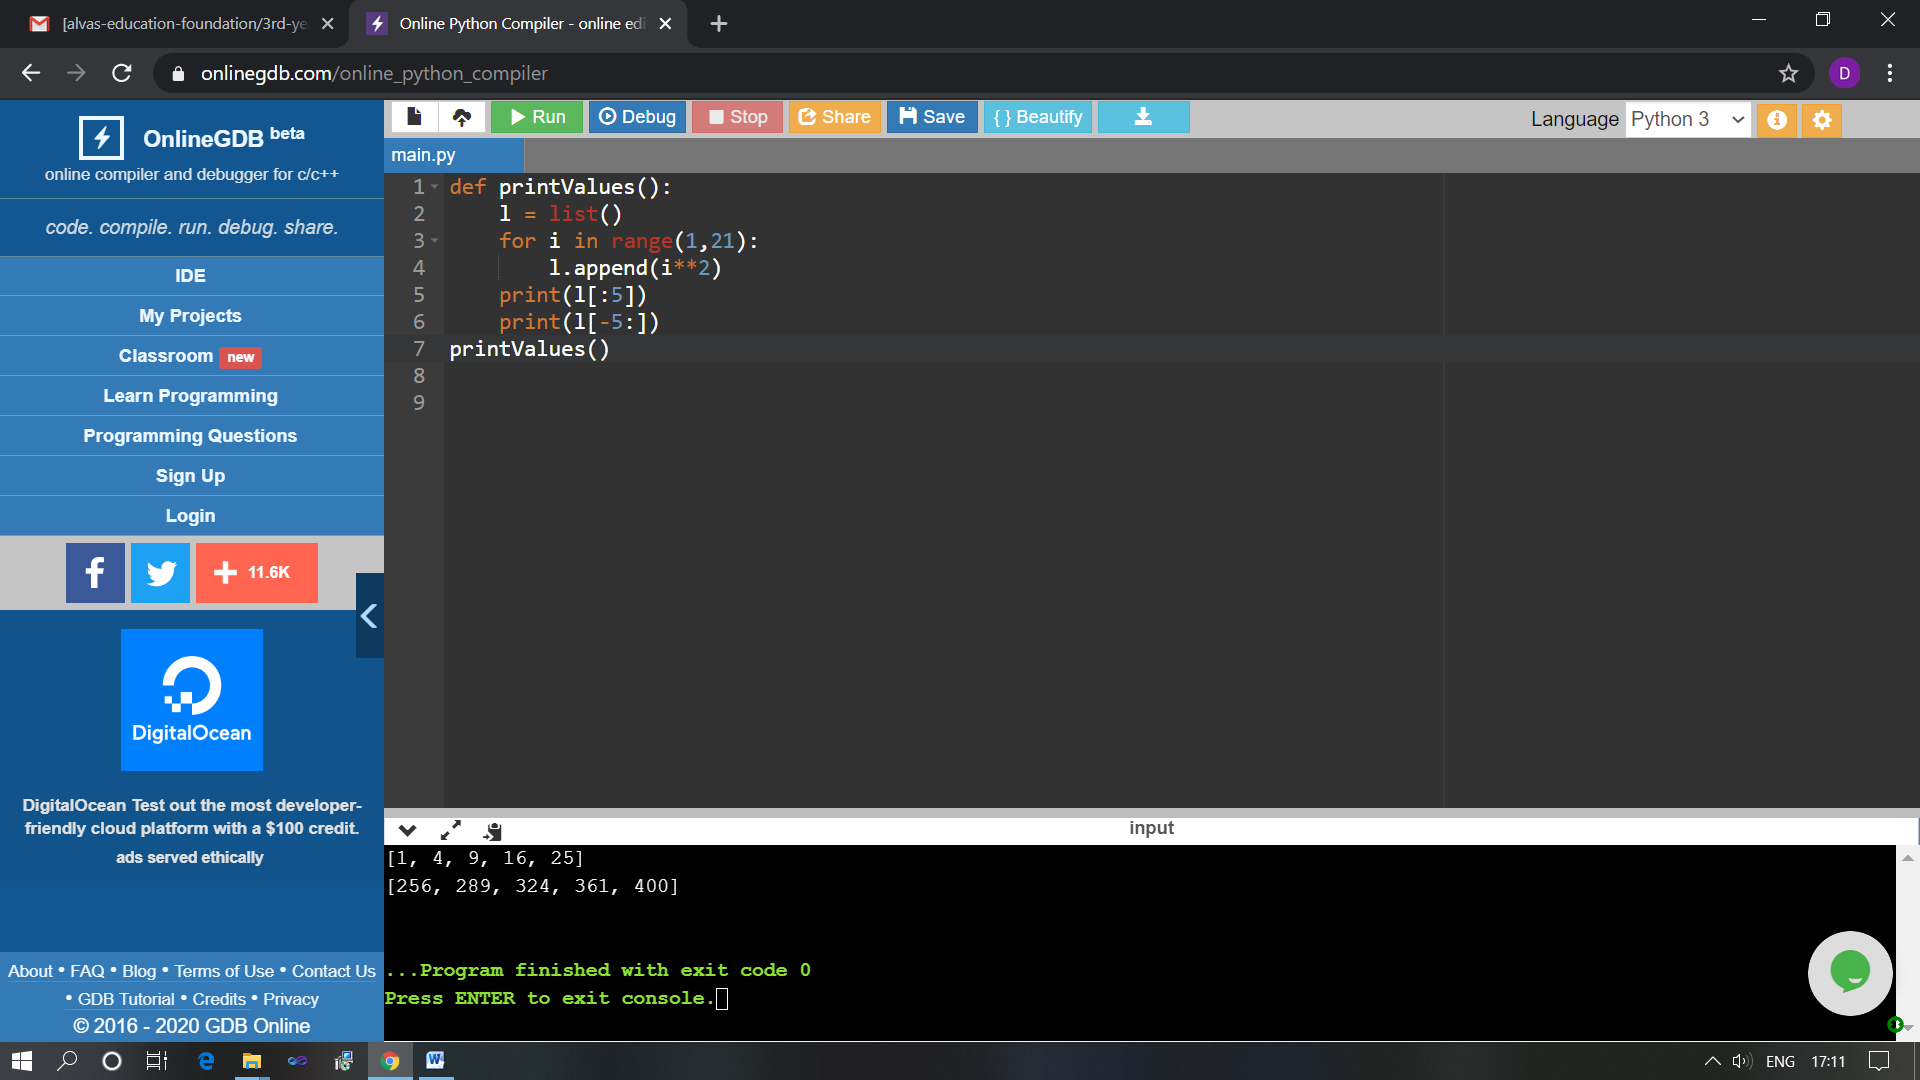 [alvas-education-foundation/3rd-ye
Online Python Compiler - online edi
onlinegdb.com/online_python_compiler
D
OnlineGDB beta
online compiler and debugger for c/c++
code. compile. run. debug. share.
IDE
My Projects
Classroom new
Learn Programming
Programming Questions
Sign Up
Login
f
+ 11.6K
DigitalOcean
DigitalOcean Test out the most developer-
friendly cloud platform with a $100 credit.
ads served ethically
About • FAQ • Blog • Terms of Use • Contact Us
• GDB Tutorial • Credits • Privacy
© 2016 - 2020 GDB Online
Run Debug Stop Share Save { } Beautify
Language Python 3
main.py
1 def printValues():
2 l = list()
3 for i in range(1,21):
4 l.append(i**2)
5 print(l[:5])
6 print(l[-5:])
7 printValues()
8
9
input
[1, 4, 9, 16, 25]
[256, 289, 324, 361, 400]
...Program finished with exit code 0
Press ENTER to exit console.
ENG 17:11